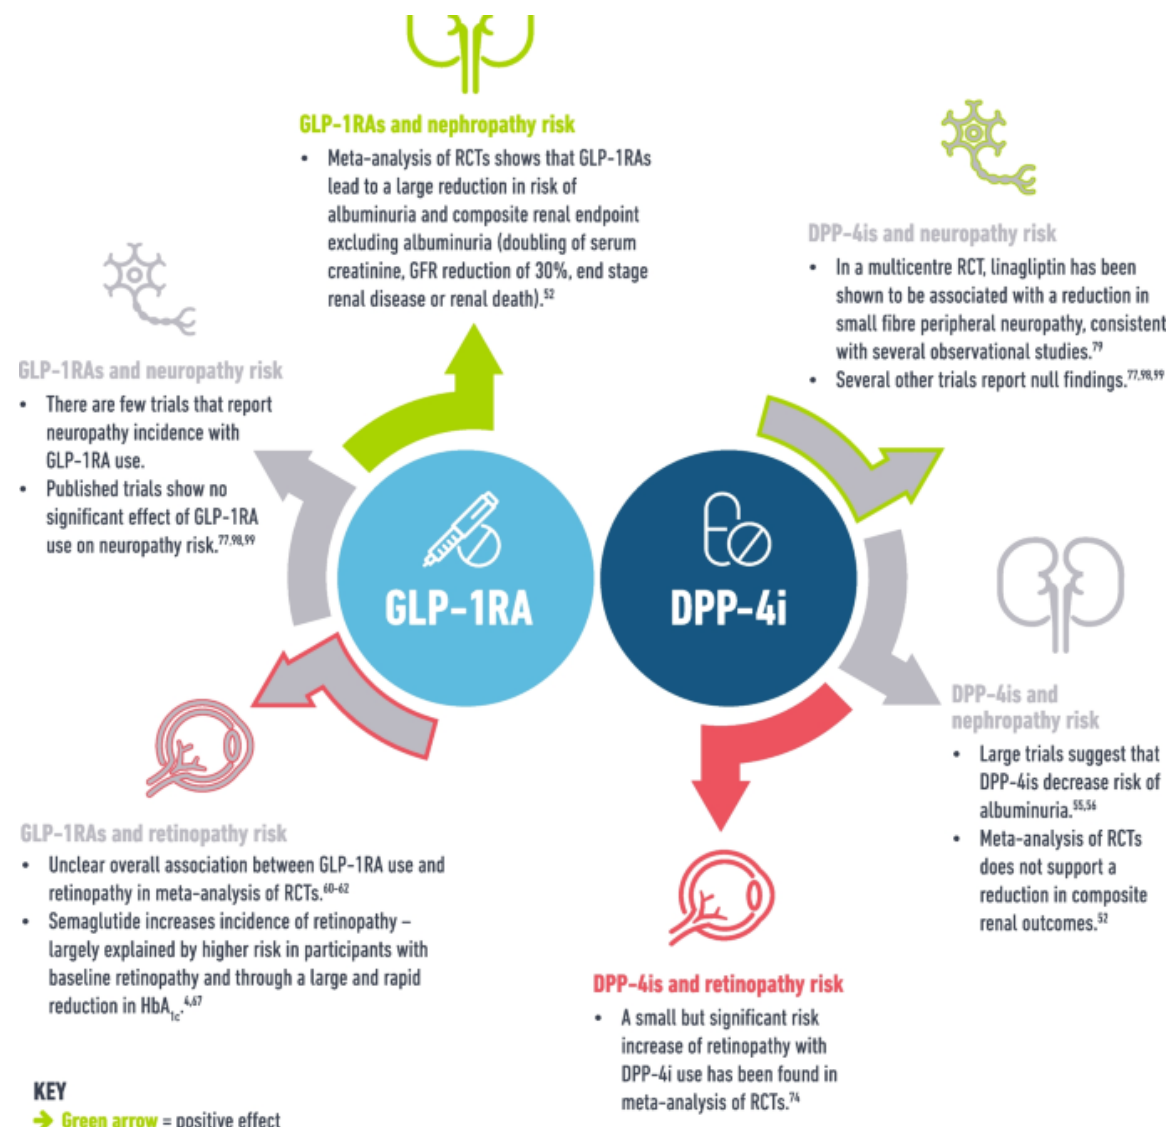 GLP-1RAs and nephropathy risk
• Meta-analysis of RCTs shows that GLP-1RAs
lead to a large reduction in risk of
albuminuria and composite renal endpoint
excluding albuminuria (doubling of serum
creatinine, GFR reduction of 30%, end stage
renal disease or renal death).52
DPP-4is and neuropathy risk
• In a multicentre RCT, linagliptin has been
shown to be associated with a reduction in
small fibre peripheral neuropathy, consistent
with several observational studies.79
• Several other trials report null findings.77,98,99
GLP-1RAs and neuropathy risk
• There are few trials that report
neuropathy incidence with
GLP-1RA use.
• Published trials show no
significant effect of GLP-1RA
use on neuropathy risk.77,98,99
GLP-1RA
DPP-4i
DPP-4is and
nephropathy risk
• Large trials suggest that
DPP-4is decrease risk of
albuminuria.55,56
• Meta-analysis of RCTs
does not support a
reduction in composite
renal outcomes.52
GLP-1RAs and retinopathy risk
• Unclear overall association between GLP-1RA use and
retinopathy in meta-analysis of RCTs.60-62
• Semaglutide increases incidence of retinopathy –
largely explained by higher risk in participants with
baseline retinopathy and through a large and rapid
reduction in HbA1c.4,67
DPP-4is and retinopathy risk
• A small but significant risk
increase of retinopathy with
DPP-4i use has been found in
meta-analysis of RCTs.74
KEY
Green arrow = positive effect